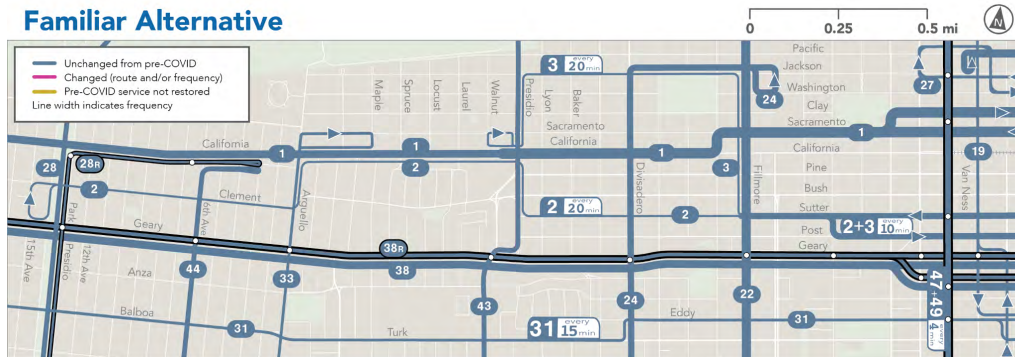 Familiar Alternative
0 0.25 0.5 mi
Unchanged from pre-COVID
Changed (route and/or frequency)
Pre-COVID service not restored
Line width indicates frequency
Maple
Spruce
Locust
Laurel
Walnut
Presidio
Lyon
Baker
3 every 20 min
Pacific
Jackson
Washington
24
27
Clay
Sacramento
1
Sacramento
California
California
1
1
2
1
California
3
19
28
28R
2
Clement
Arguello
6th Ave
Pine
Bush
Divisadero
Fillmore
Van Ness
2 every 20 min
2
Sutter
Post
2+3 every 10 min
Geary
Geary
Park Presidio
12th Ave
15th Ave
38R
38
44
33
Anza
43
24
22
47+49 every 4 min
Balboa
31
Turk
31 every 15 min
Eddy
31